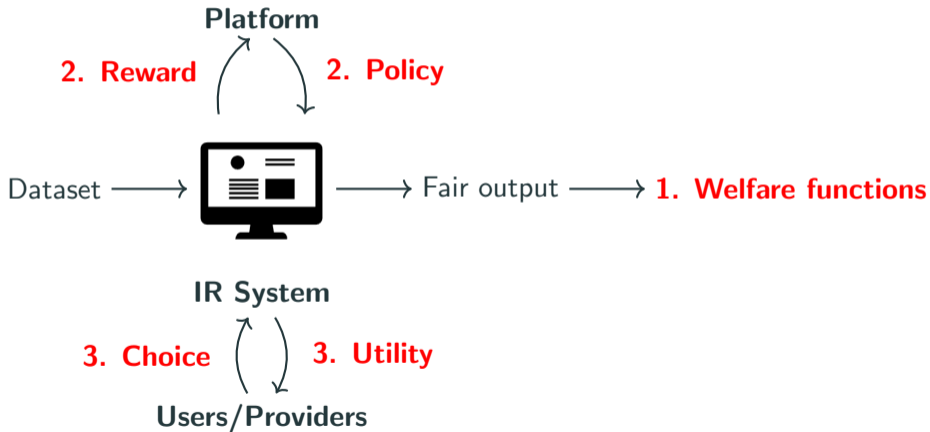 Platform
2. Reward
2. Policy
Dataset
Fair output
1. Welfare functions
IR System
3. Choice
3. Utility
Users/Providers